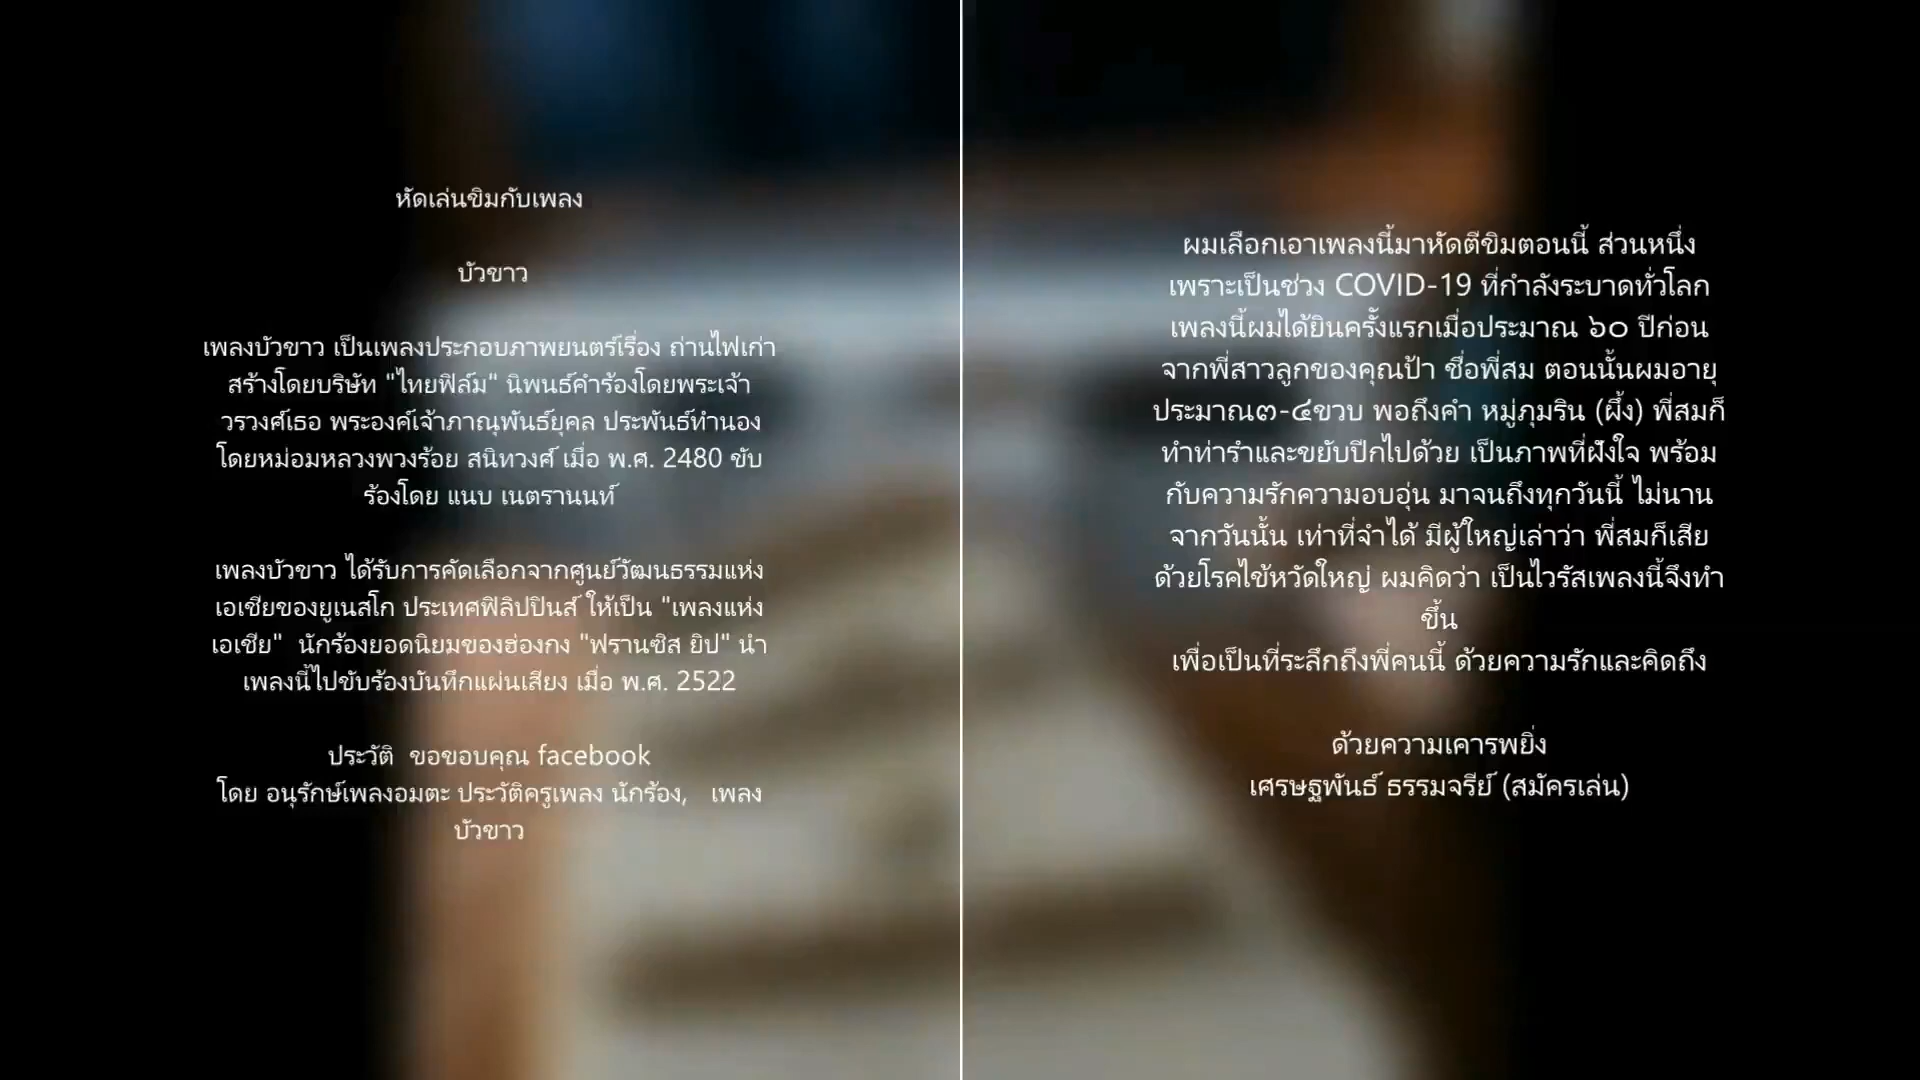 หัดเล่นขิมกับเพลง
บัวขาว
เพลงบัวขาว เป็นเพลงประกอบภาพยนตร์เรื่อง ถ่านไฟเก่า
สร้างโดยบริษัท "ไทยฟิล์ม" นิพนธ์คำร้องโดยพระเจ้า
วรวงศ์เธอ พระองค์เจ้าภาณุพันธ์ยุคล ประพันธ์ทำนอง
โดยหม่อมหลวงพวงร้อย สนิทวงศ์ เมื่อ พ.ศ. 2480 ขับ
ร้องโดย แนบ เนตรานนท์
เพลงบัวขาว ได้รับการคัดเลือกจากศูนย์วัฒนธรรมแห่ง
เอเชียของยูเนสโก ประเทศฟิลิปปินส์ ให้เป็น "เพลงแห่ง
เอเชีย"  นักร้องยอดนิยมของฮ่องกง "ฟรานซิส ยิป" นำ
เพลงนี้ไปขับร้องบันทึกแผ่นเสียง เมื่อ พ.ศ. 2522
ประวัติ  ขอขอบคุณ facebook
โดย อนุรักษ์เพลงอมตะ ประวัติครูเพลง นักร้อง,   เพลง
บัวขาว
ผมเลือกเอาเพลงนี้มาหัดตีขิมตอนนี้ ส่วนหนึ่ง
เพราะเป็นช่วง COVID-19 ที่กำลังระบาดทั่วโลก
เพลงนี้ผมได้ยินครั้งแรกเมื่อประมาณ ๖๐ ปีก่อน
จากพี่สาวลูกของคุณป้า ชื่อพี่สม ตอนนั้นผมอายุ
ประมาณ๓-๔ขวบ พอถึงคำ หมู่ภุมริน (ผึ้ง) พี่สมก็
ทำท่ารำและขยับปีกไปด้วย เป็นภาพที่ฝังใจ พร้อม
กับความรักความอบอุ่น มาจนถึงทุกวันนี้ ไม่นาน
จากวันนั้น เท่าที่จำได้ มีผู้ใหญ่เล่าว่า พี่สมก็เสีย
ด้วยโรคไข้หวัดใหญ่ ผมคิดว่า เป็นไวรัสเพลงนี้จึงทำ
ขึ้น
เพื่อเป็นที่ระลึกถึงพี่คนนี้ ด้วยความรักและคิดถึง
ด้วยความเคารพยิ่ง
เศรษฐพันธ์ ธรรมจรีย์ (สมัครเล่น)